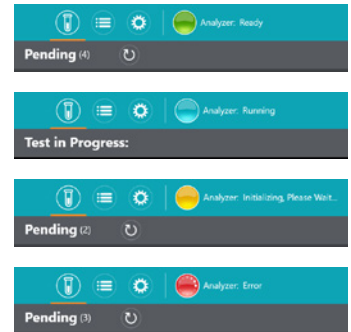 Analyzer: Ready
Pending (4)
Analyzer: Running
Test in Progress:
Analyzer: Initializing, Please Wait...
Pending (2)
Analyzer: Error
Pending (3)